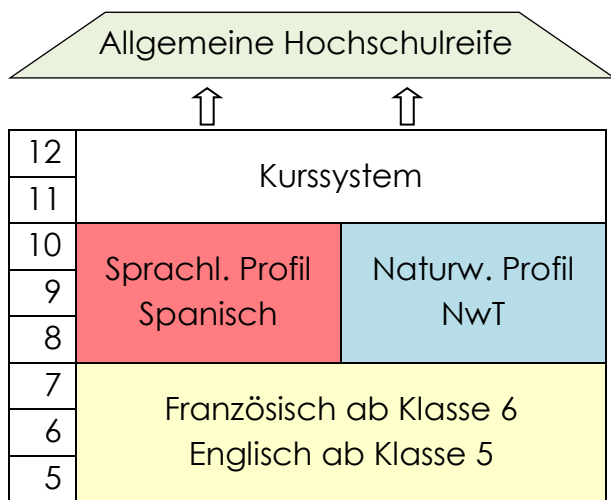 Allgemeine Hochschulreife
12
11
Kurssystem
10
9
8
Sprachl. Profil
Spanisch
Naturw. Profil
NwT
7
6
5
Französisch ab Klasse 6
Englisch ab Klasse 5